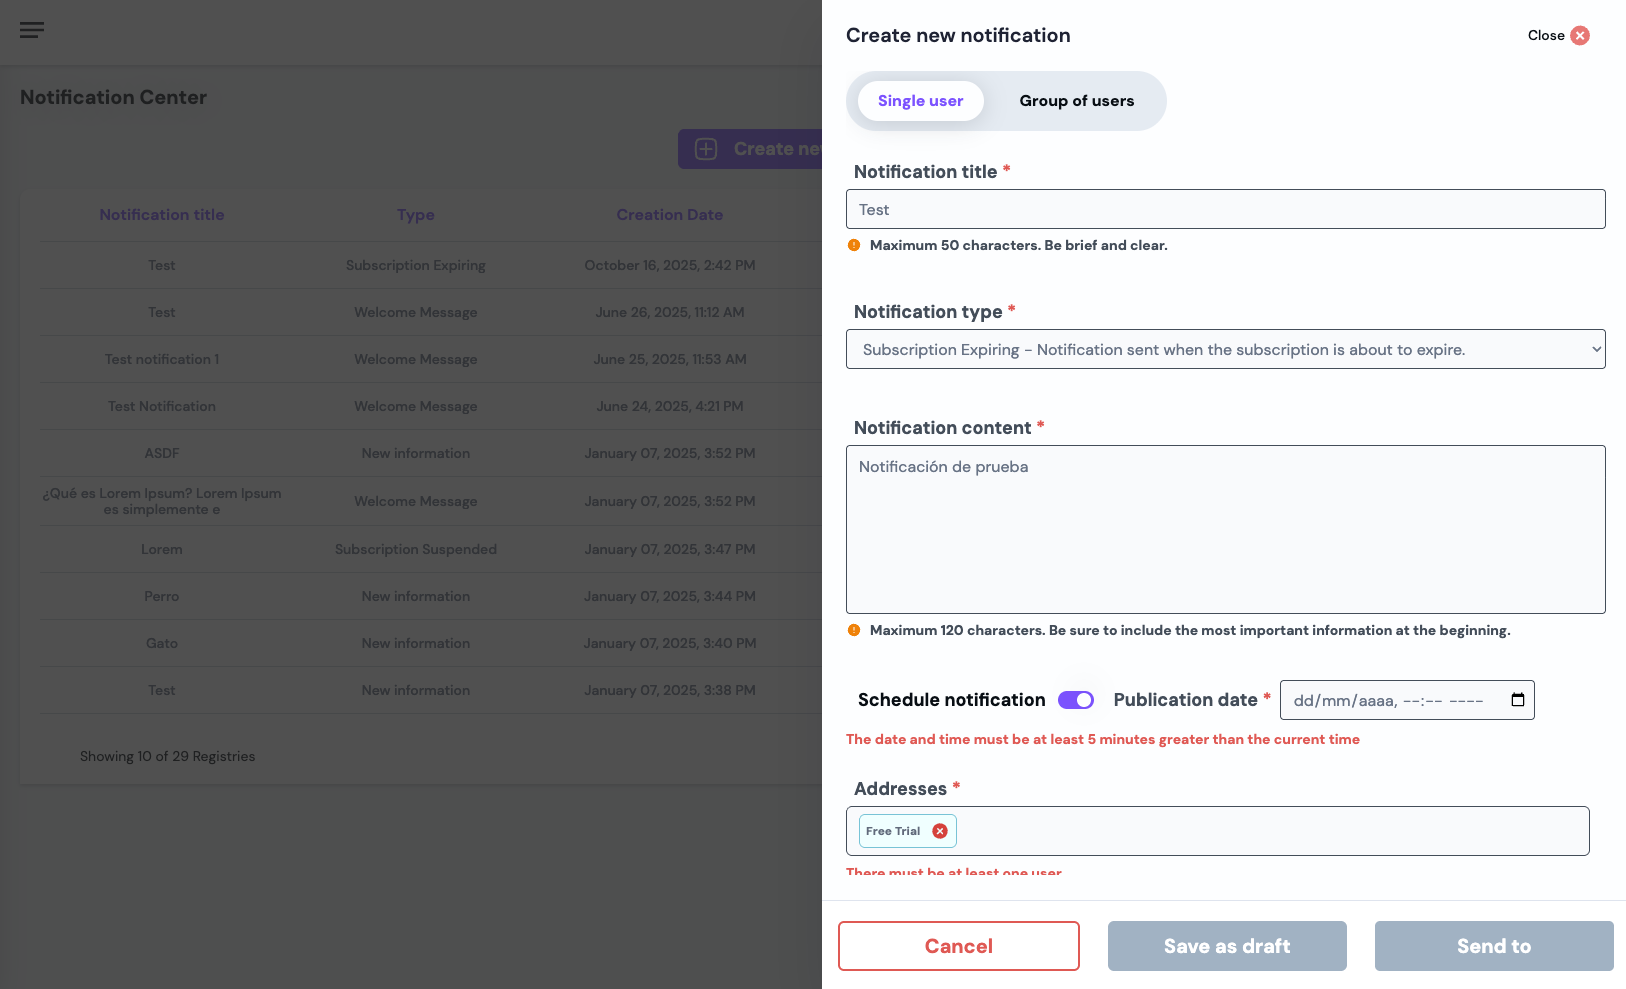 Notification Center
Create new
Notification title Type Creation Date
Test Subscription Expiring October 16, 2025, 2:42 PM
Test Welcome Message June 26, 2025, 11:12 AM
Test notification 1 Welcome Message June 25, 2025, 11:53 AM
Test Notification Welcome Message June 24, 2025, 4:21 PM
ASDF New information January 07, 2025, 3:52 PM
¿Qué es Lorem Ipsum? Lorem Ipsum
es simplemente e Welcome Message January 07, 2025, 3:52 PM
Lorem Subscription Suspended January 07, 2025, 3:47 PM
Perro New information January 07, 2025, 3:44 PM
Gato New information January 07, 2025, 3:40 PM
Test New information January 07, 2025, 3:38 PM
Showing 10 of 29 Registries
Create new notification
Close
Single user Group of users
Notification title *
Test
Maximum 50 characters. Be brief and clear.
Notification type *
Subscription Expiring - Notification sent when the subscription is about to expire.
Notification content *
Notificación de prueba
Maximum 120 characters. Be sure to include the most important information at the beginning.
Schedule notification Publication date * dd/mm/aaaa, --:-- ----
The date and time must be at least 5 minutes greater than the current time
Addresses *
Free Trial
There must be at least one user
Cancel Save as draft Send to